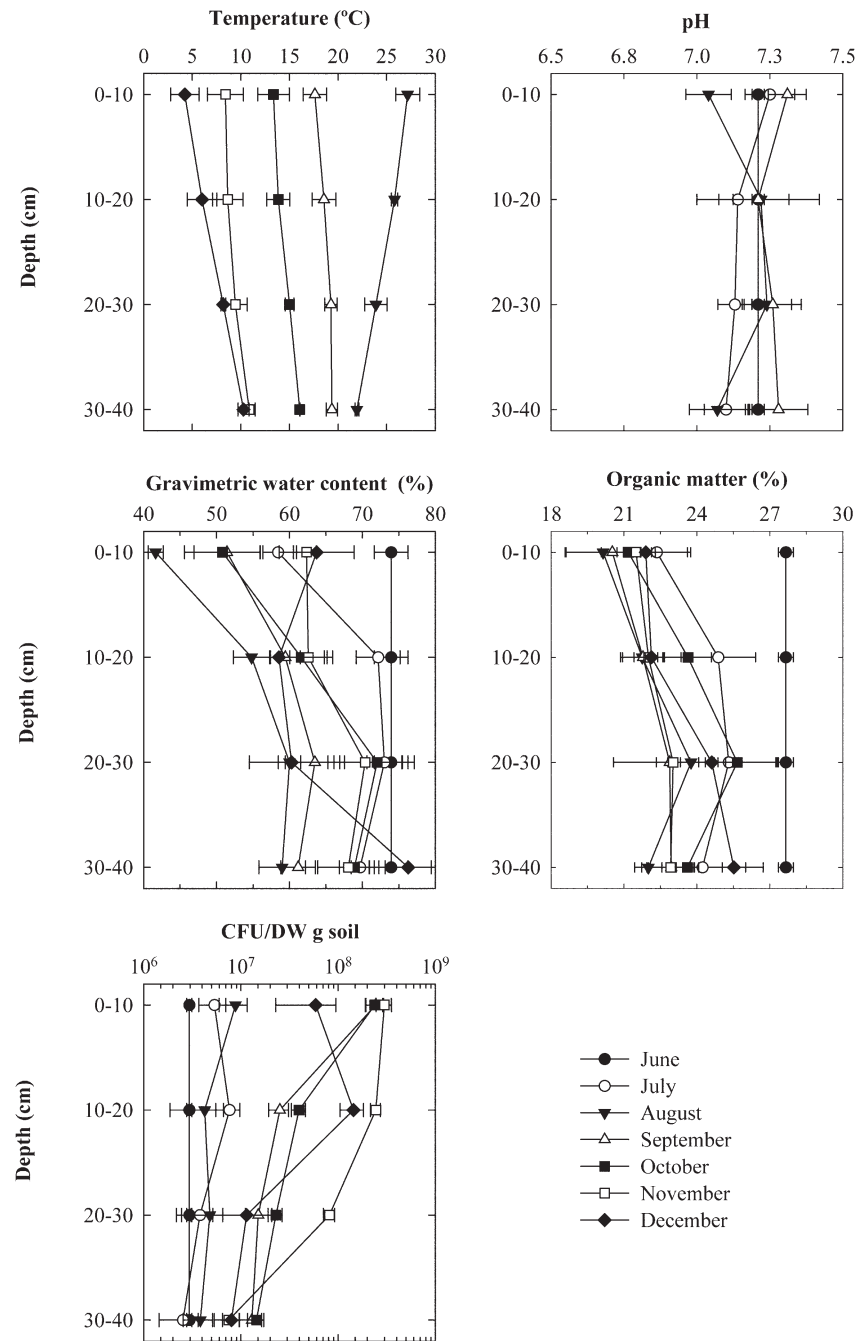 Temperature (ºC)
0 5 10 15 20 25 30
Depth (cm)
0-10
10-20
20-30
30-40
pH
6.5 6.8 7.0 7.3 7.5
0-10
10-20
20-30
30-40
Gravimetric water content (%)
40 50 60 70 80
Depth (cm)
0-10
10-20
20-30
30-40
Organic matter (%)
18 21 24 27 30
0-10
10-20
20-30
30-40
CFU/DW g soil
10⁶ 10⁷ 10⁸ 10⁹
Depth (cm)
0-10
10-20
20-30
30-40
June
July
August
September
October
November
December